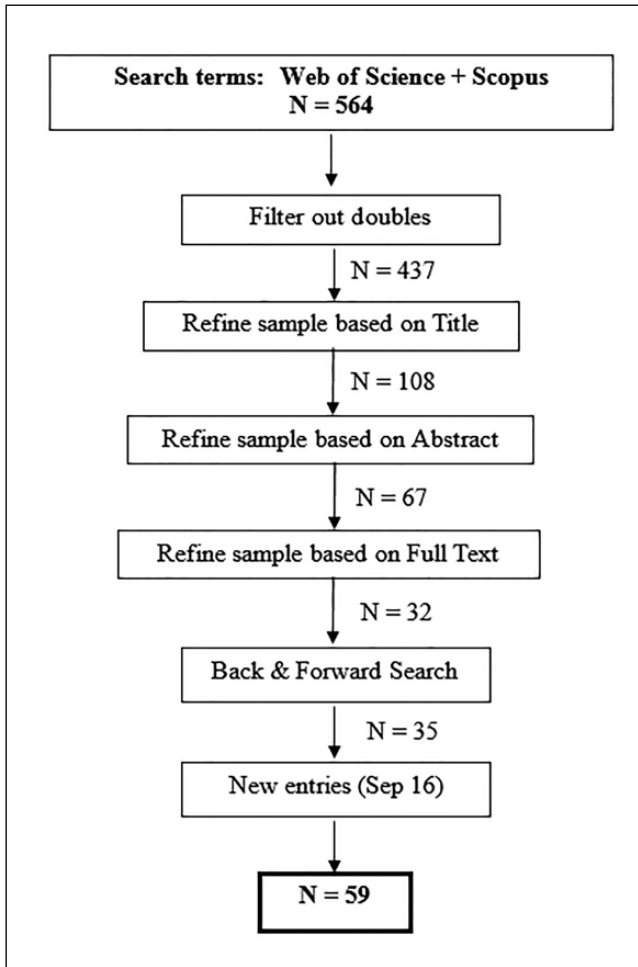 Search terms: Web of Science + Scopus
N = 564
Filter out doubles
N = 437
Refine sample based on Title
N = 108
Refine sample based on Abstract
N = 67
Refine sample based on Full Text
N = 32
Back & Forward Search
N = 35
New entries (Sep 16)
N = 59